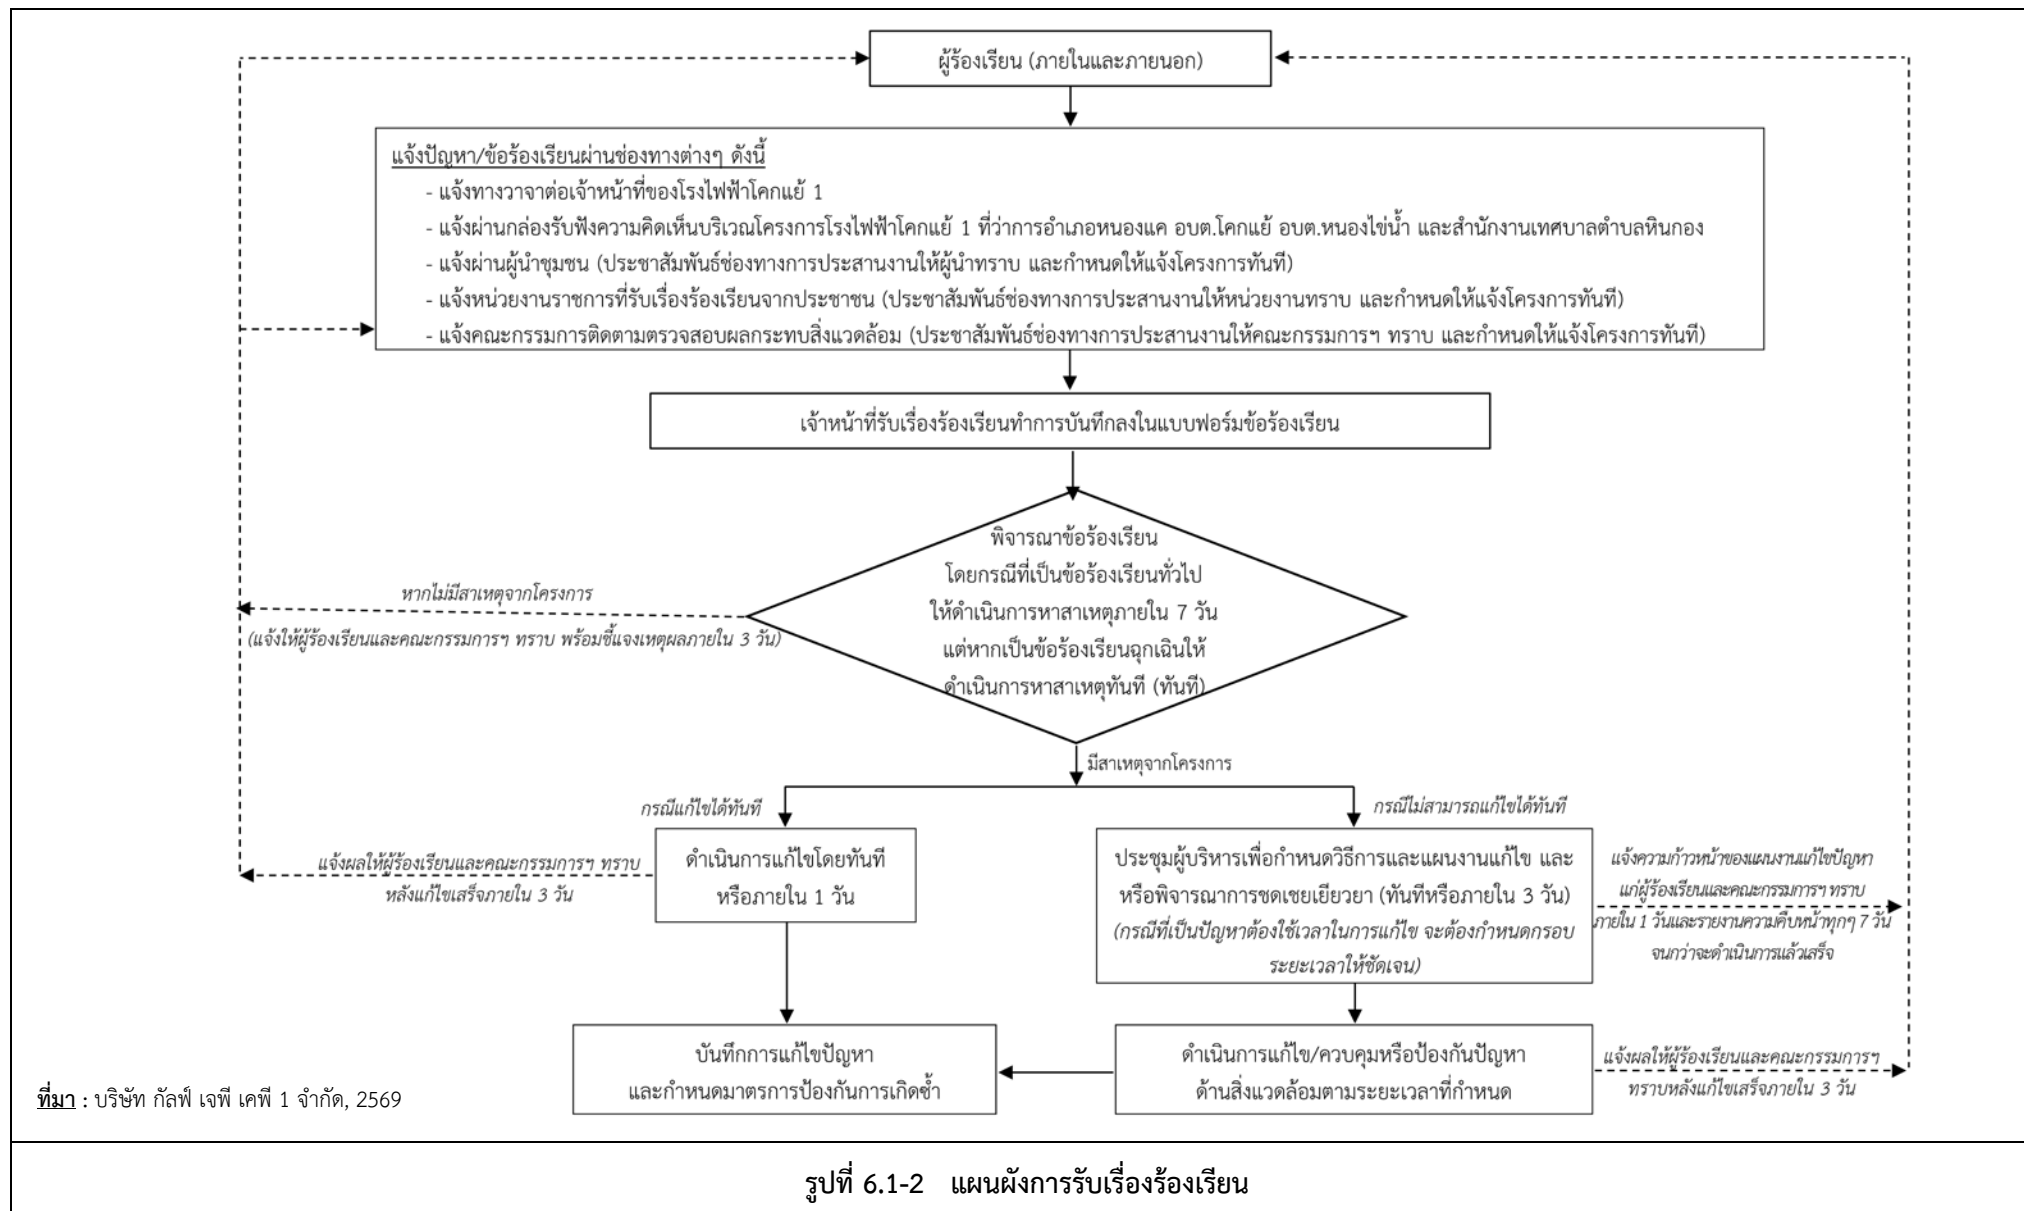 ผู้ร้องเรียน (ภายในและภายนอก)
แจ้งปัญหา/ข้อร้องเรียนผ่านช่องทางต่างๆ ดังนี้
- แจ้งทางวาจาต่อเจ้าหน้าที่ของโรงไฟฟ้าโคกแย้ 1
- แจ้งผ่านกล่องรับฟังความคิดเห็นบริเวณโครงการโรงไฟฟ้าโคกแย้ 1 ที่ว่าการอำเภอหนองแค อบต.โคกแย้ อบต.หนองไข่น้ำ และสำนักงานเทศบาลตำบลหินกอง
- แจ้งผ่านผู้นำชุมชน (ประชาสัมพันธ์ช่องทางการประสานงานให้ผู้นำทราบ และกำหนดให้แจ้งโครงการทันที)
- แจ้งหน่วยงานราชการที่รับเรื่องร้องเรียนจากประชาชน (ประชาสัมพันธ์ช่องทางการประสานงานให้หน่วยงานทราบ และกำหนดให้แจ้งโครงการทันที)
- แจ้งคณะกรรมการติดตามตรวจสอบผลกระทบสิ่งแวดล้อม (ประชาสัมพันธ์ช่องทางการประสานงานให้คณะกรรมการฯ ทราบ และกำหนดให้แจ้งโครงการทันที)
เจ้าหน้าที่รับเรื่องร้องเรียนทำการบันทึกลงในแบบฟอร์มข้อร้องเรียน
พิจารณาข้อร้องเรียน
โดยกรณีที่เป็นข้อร้องเรียนทั่วไป
ให้ดำเนินการหาสาเหตุภายใน 7 วัน
แต่หากเป็นข้อร้องเรียนฉุกเฉินให้
ดำเนินการหาสาเหตุทันที (ทันที)
หากไม่มีสาเหตุจากโครงการ
(แจ้งให้ผู้ร้องเรียนและคณะกรรมการฯ ทราบ พร้อมชี้แจงเหตุผลภายใน 3 วัน)
มีสาเหตุจากโครงการ
กรณีแก้ไขได้ทันที
กรณีไม่สามารถแก้ไขได้ทันที
ดำเนินการแก้ไขโดยทันที
หรือภายใน 1 วัน
แจ้งผลให้ผู้ร้องเรียนและคณะกรรมการฯ ทราบ
หลังแก้ไขเสร็จภายใน 3 วัน
ประชุมผู้บริหารเพื่อกำหนดวิธีการและแผนงานแก้ไข และ
หรือพิจารณาการชดเชยเยียวยา (ทันทีหรือภายใน 3 วัน)
(กรณีที่เป็นปัญหาต้องใช้เวลาในการแก้ไข จะต้องกำหนดกรอบ
ระยะเวลาให้ชัดเจน)
แจ้งความก้าวหน้าของแผนงานแก้ไขปัญหา
แก่ผู้ร้องเรียนและคณะกรรมการฯ ทราบ
ภายใน 1 วันและรายงานความคืบหน้าทุกๆ 7 วัน
จนกว่าจะดำเนินการแล้วเสร็จ
บันทึกการแก้ไขปัญหา
และกำหนดมาตรการป้องกันการเกิดซ้ำ
ดำเนินการแก้ไข/ควบคุมหรือป้องกันปัญหา
ด้านสิ่งแวดล้อมตามระยะเวลาที่กำหนด
แจ้งผลให้ผู้ร้องเรียนและคณะกรรมการฯ
ทราบหลังแก้ไขเสร็จภายใน 3 วัน
ที่มา : บริษัท กัลฟ์ เจพี เคพี 1 จำกัด, 2569
รูปที่ 6.1-2 แผนผังการรับเรื่องร้องเรียน